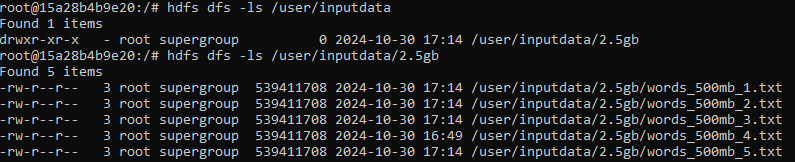 root@15a28b4b9e20:/# hdfs dfs -ls /user/inputdata
Found 1 items
drwxr-xr-x   - root supergroup          0 2024-10-30 17:14 /user/inputdata/2.5gb
root@15a28b4b9e20:/# hdfs dfs -ls /user/inputdata/2.5gb
Found 5 items
-rw-r--r--   3 root supergroup  539411708 2024-10-30 17:14 /user/inputdata/2.5gb/words_500mb_1.txt
-rw-r--r--   3 root supergroup  539411708 2024-10-30 17:14 /user/inputdata/2.5gb/words_500mb_2.txt
-rw-r--r--   3 root supergroup  539411708 2024-10-30 17:14 /user/inputdata/2.5gb/words_500mb_3.txt
-rw-r--r--   3 root supergroup  539411708 2024-10-30 16:49 /user/inputdata/2.5gb/words_500mb_4.txt
-rw-r--r--   3 root supergroup  539411708 2024-10-30 17:14 /user/inputdata/2.5gb/words_500mb_5.txt